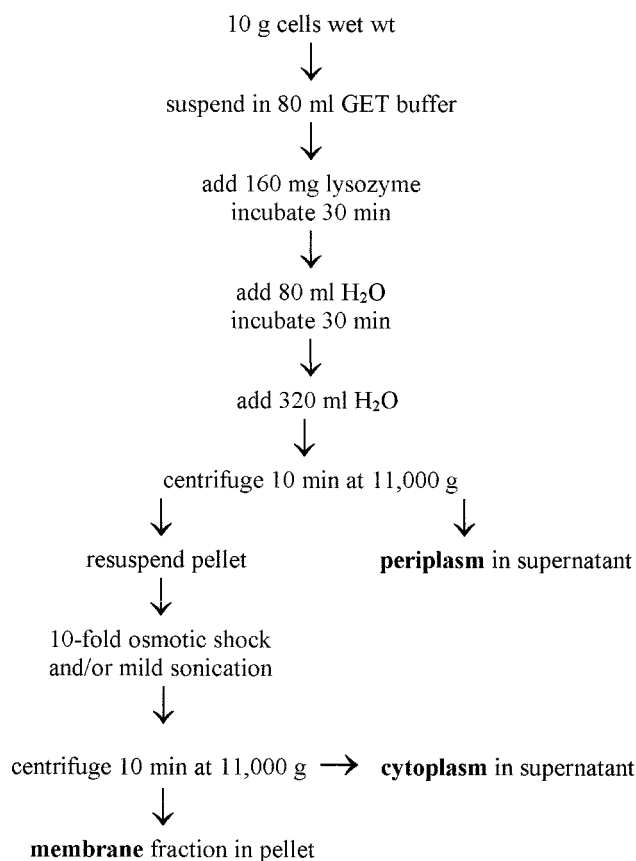 10 g cells wet wt
suspend in 80 ml GET buffer
add 160 mg lysozyme
incubate 30 min
add 80 ml H₂O
incubate 30 min
add 320 ml H₂O
centrifuge 10 min at 11,000 g
resuspend pellet
periplasm in supernatant
10-fold osmotic shock
and/or mild sonication
centrifuge 10 min at 11,000 g
cytoplasm in supernatant
membrane fraction in pellet